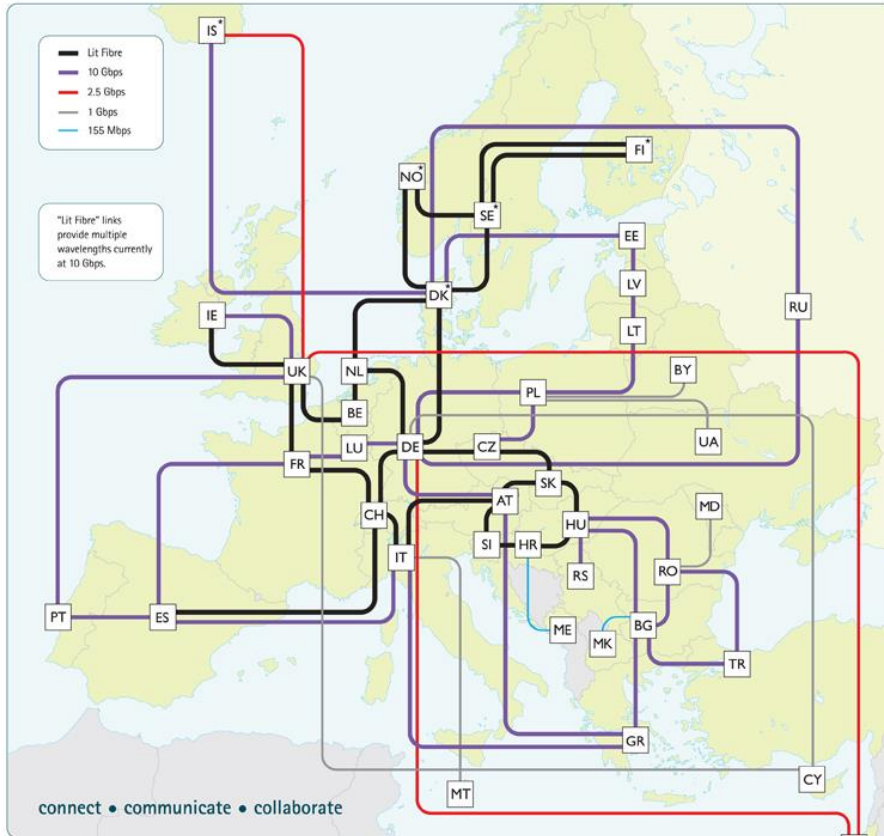 IS*
Lit Fibre
10 Gbps
2.5 Gbps
1 Gbps
155 Mbps
FI*
NO*
SE*
"Lit Fibre" links
provide multiple
wavelengths currently
at 10 Gbps.
EE
LV
DK*
RU
IE
LT
UK
NL
BY
PL
BE
UA
LU
DE
CZ
FR
SK
AT
MD
CH
HU
SI
HR
IT
RS
RO
PT
ES
ME
MK
BG
TR
GR
CY
MT
connect • communicate • collaborate